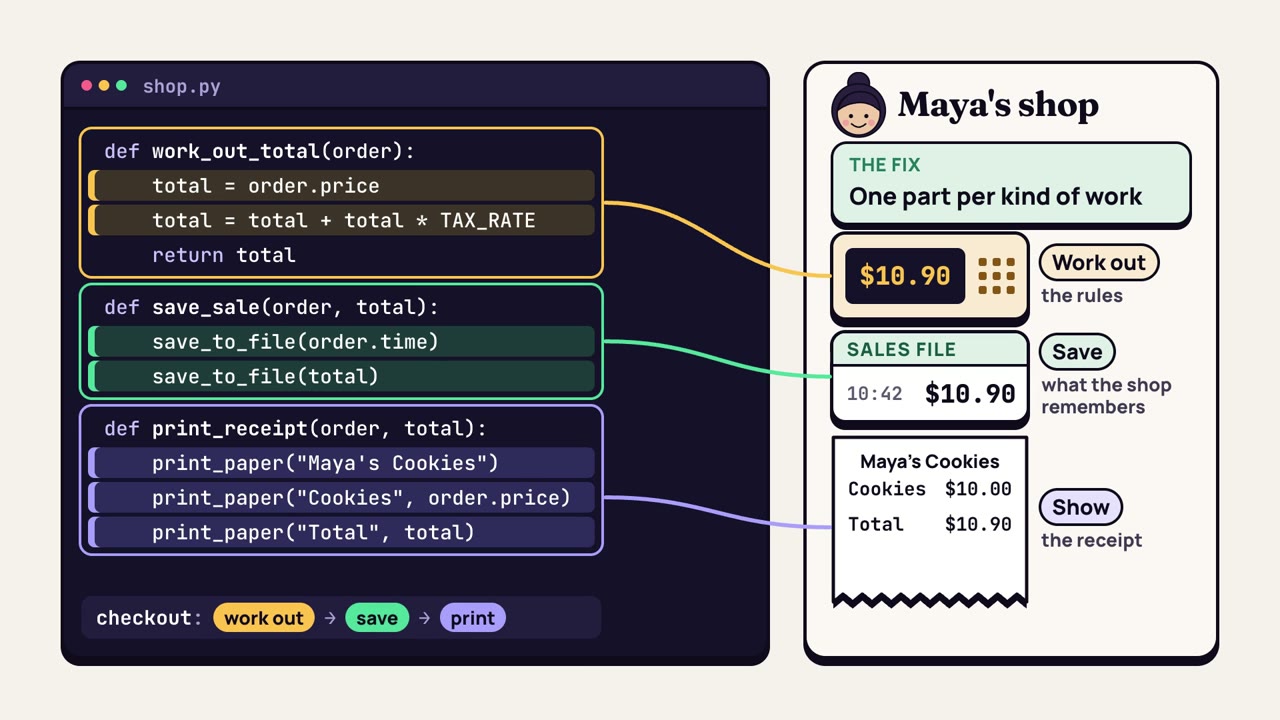 shop.py
def work_out_total(order):
total = order.price
total = total + total * TAX_RATE
return total
def save_sale(order, total):
save_to_file(order.time)
save_to_file(total)
def print_receipt(order, total):
print_paper("Maya's Cookies")
print_paper("Cookies", order.price)
print_paper("Total", total)
checkout: work out → save → print
Maya's shop
THE FIX
One part per kind of work
$10.90
Work out
the rules
SALES FILE
10:42 $10.90
Save
what the shop
remembers
Maya's Cookies
Cookies $10.00
Total $10.90
Show
the receipt